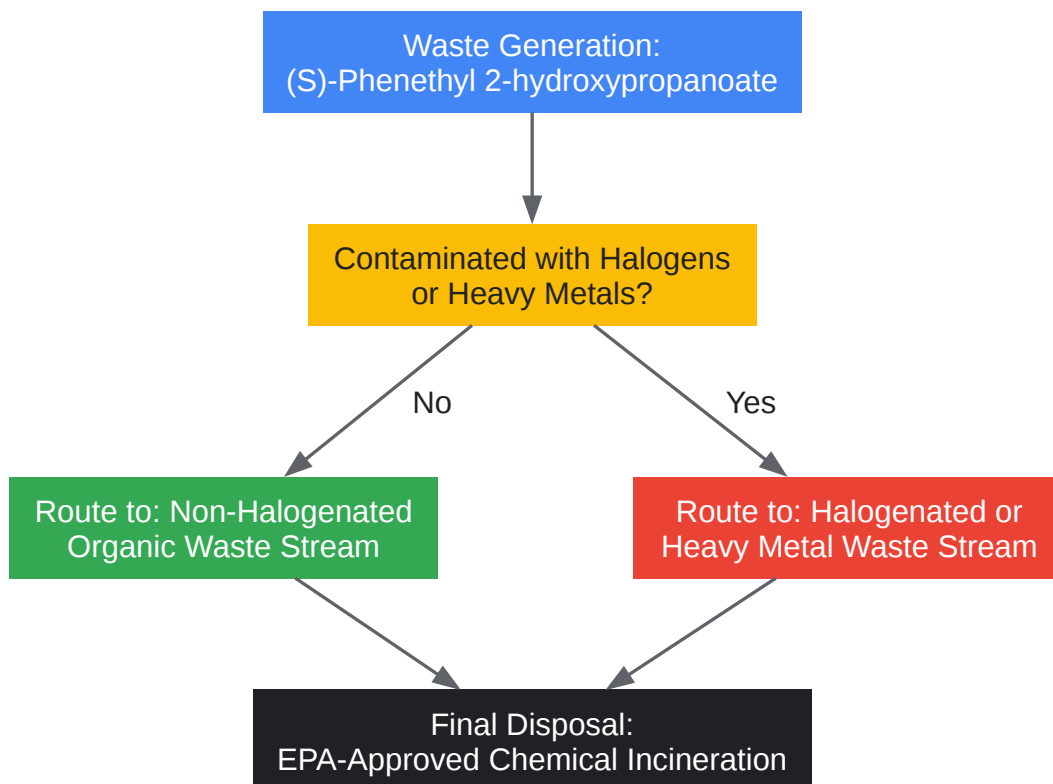 Waste Generation:
(S)-Phenethyl 2-hydroxypropanoate
Contaminated with Halogens
or Heavy Metals?
No
Yes
Route to: Non-Halogenated
Organic Waste Stream
Route to: Halogenated or
Heavy Metal Waste Stream
Final Disposal:
EPA-Approved Chemical Incineration